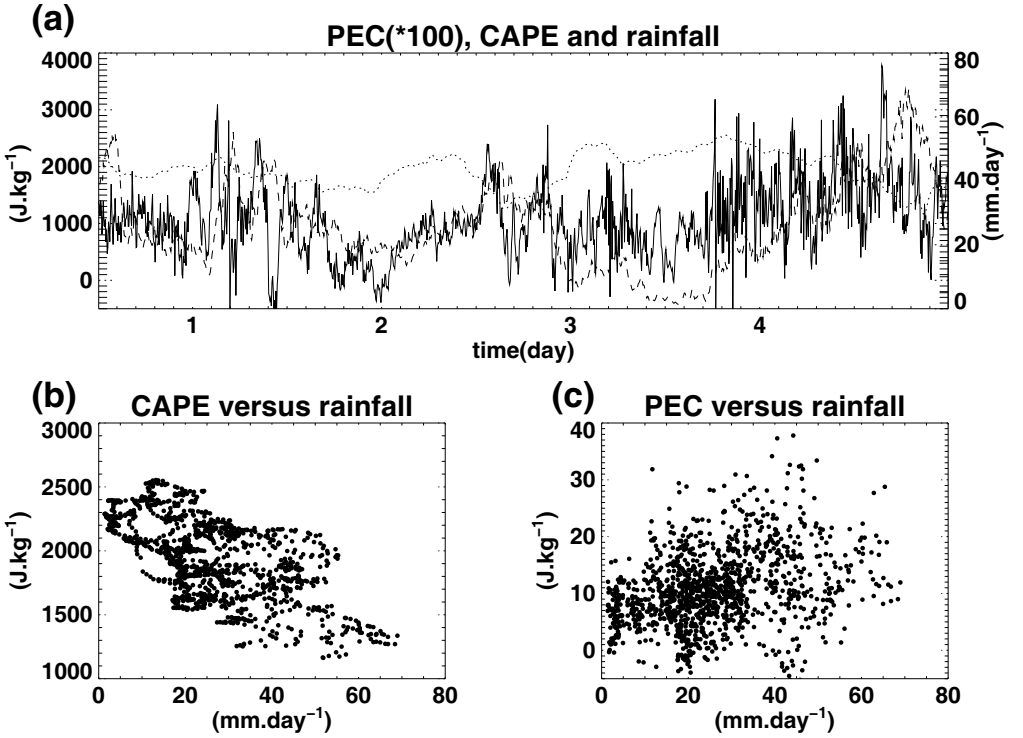 (a)
PEC(*100), CAPE and rainfall
4000
3000
2000
1000
0
(J.kg⁻¹)
80
60
40
20
0
(mm.day⁻¹)
1 2 3 4
time(day)
(b)
CAPE versus rainfall
3000
2500
2000
1500
1000
(J.kg⁻¹)
0 20 40 60 80
(mm.day⁻¹)
(c)
PEC versus rainfall
40
30
20
10
0
(J.kg⁻¹)
0 20 40 60 80
(mm.day⁻¹)